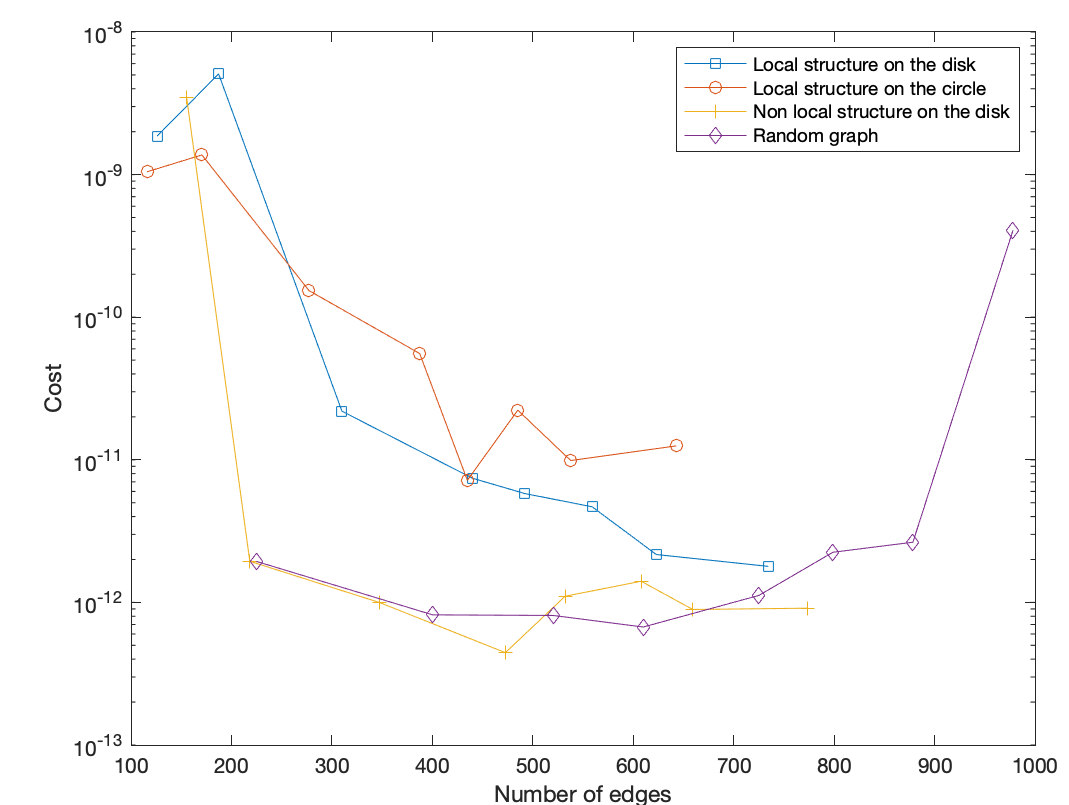 10-8
10-9
10-10
10-11
10-12
10-13
Cost
100 200 300 400 500 600 700 800 900 1000
Number of edges
Local structure on the disk
Local structure on the circle
Non local structure on the disk
Random graph